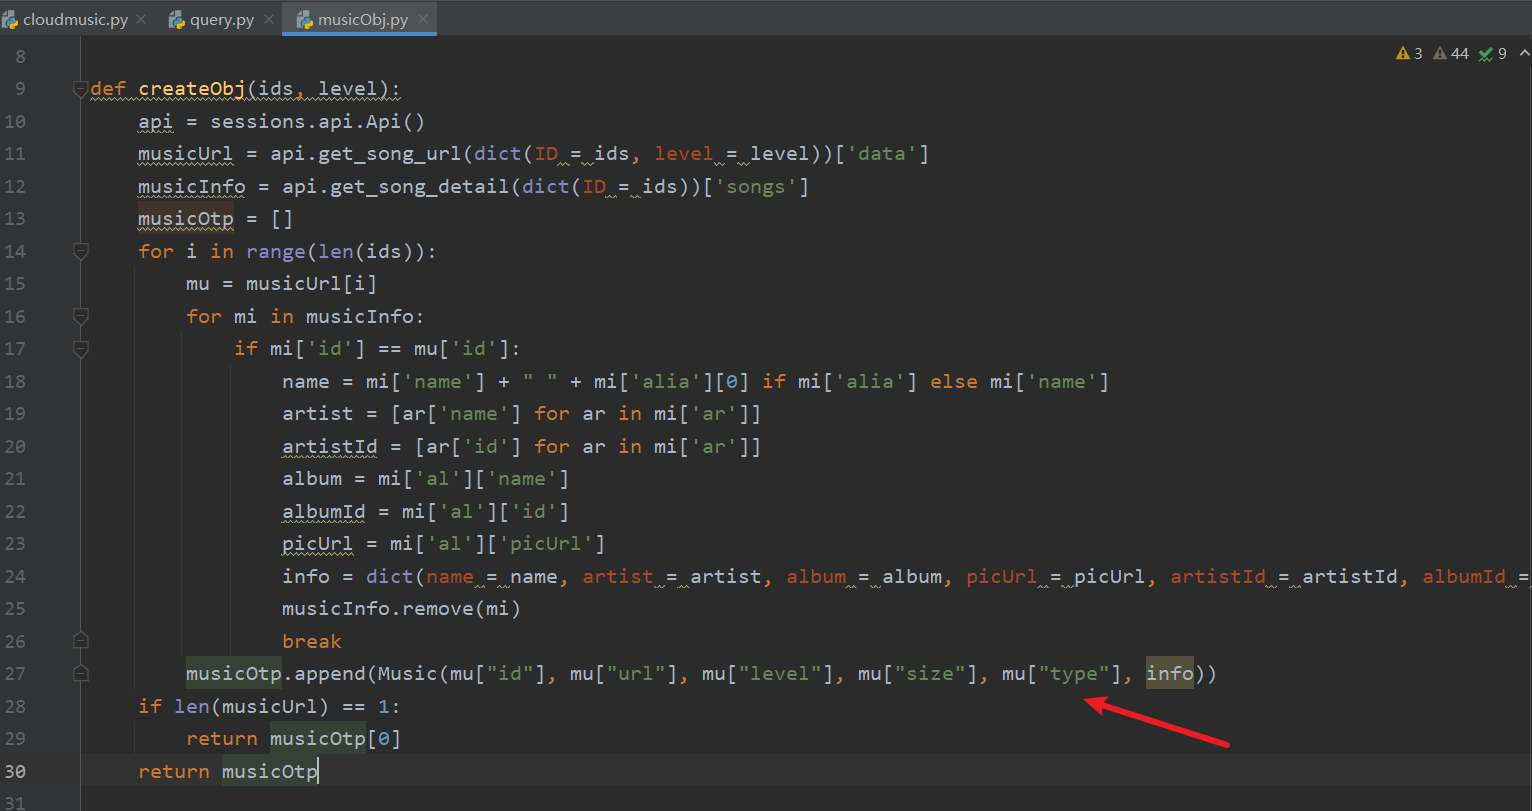 cloudmusic.py query.py musicObj.py
8
3 44 9
9 def createObj(ids, level):
10 api = sessions.api.Api()
11 musicUrl = api.get_song_url(dict(ID = ids, level = level))['data']
12 musicInfo = api.get_song_detail(dict(ID = ids))['songs']
13 musicOtp = []
14 for i in range(len(ids)):
15 mu = musicUrl[i]
16 for mi in musicInfo:
17 if mi['id'] == mu['id']:
18 name = mi['name'] + " " + mi['alia'][0] if mi['alia'] else mi['name']
19 artist = [ar['name'] for ar in mi['ar']]
20 artistId = [ar['id'] for ar in mi['ar']]
21 album = mi['al']['name']
22 albumId = mi['al']['id']
23 picUrl = mi['al']['picUrl']
24 info = dict(name = name, artist = artist, album = album, picUrl = picUrl, artistId = artistId, albumId =
25 musicInfo.remove(mi)
26 break
27 musicOtp.append(Music(mu["id"], mu["url"], mu["level"], mu["size"], mu["type"], info))
28 if len(musicUrl) == 1:
29 return musicOtp[0]
30 return musicOtp
31